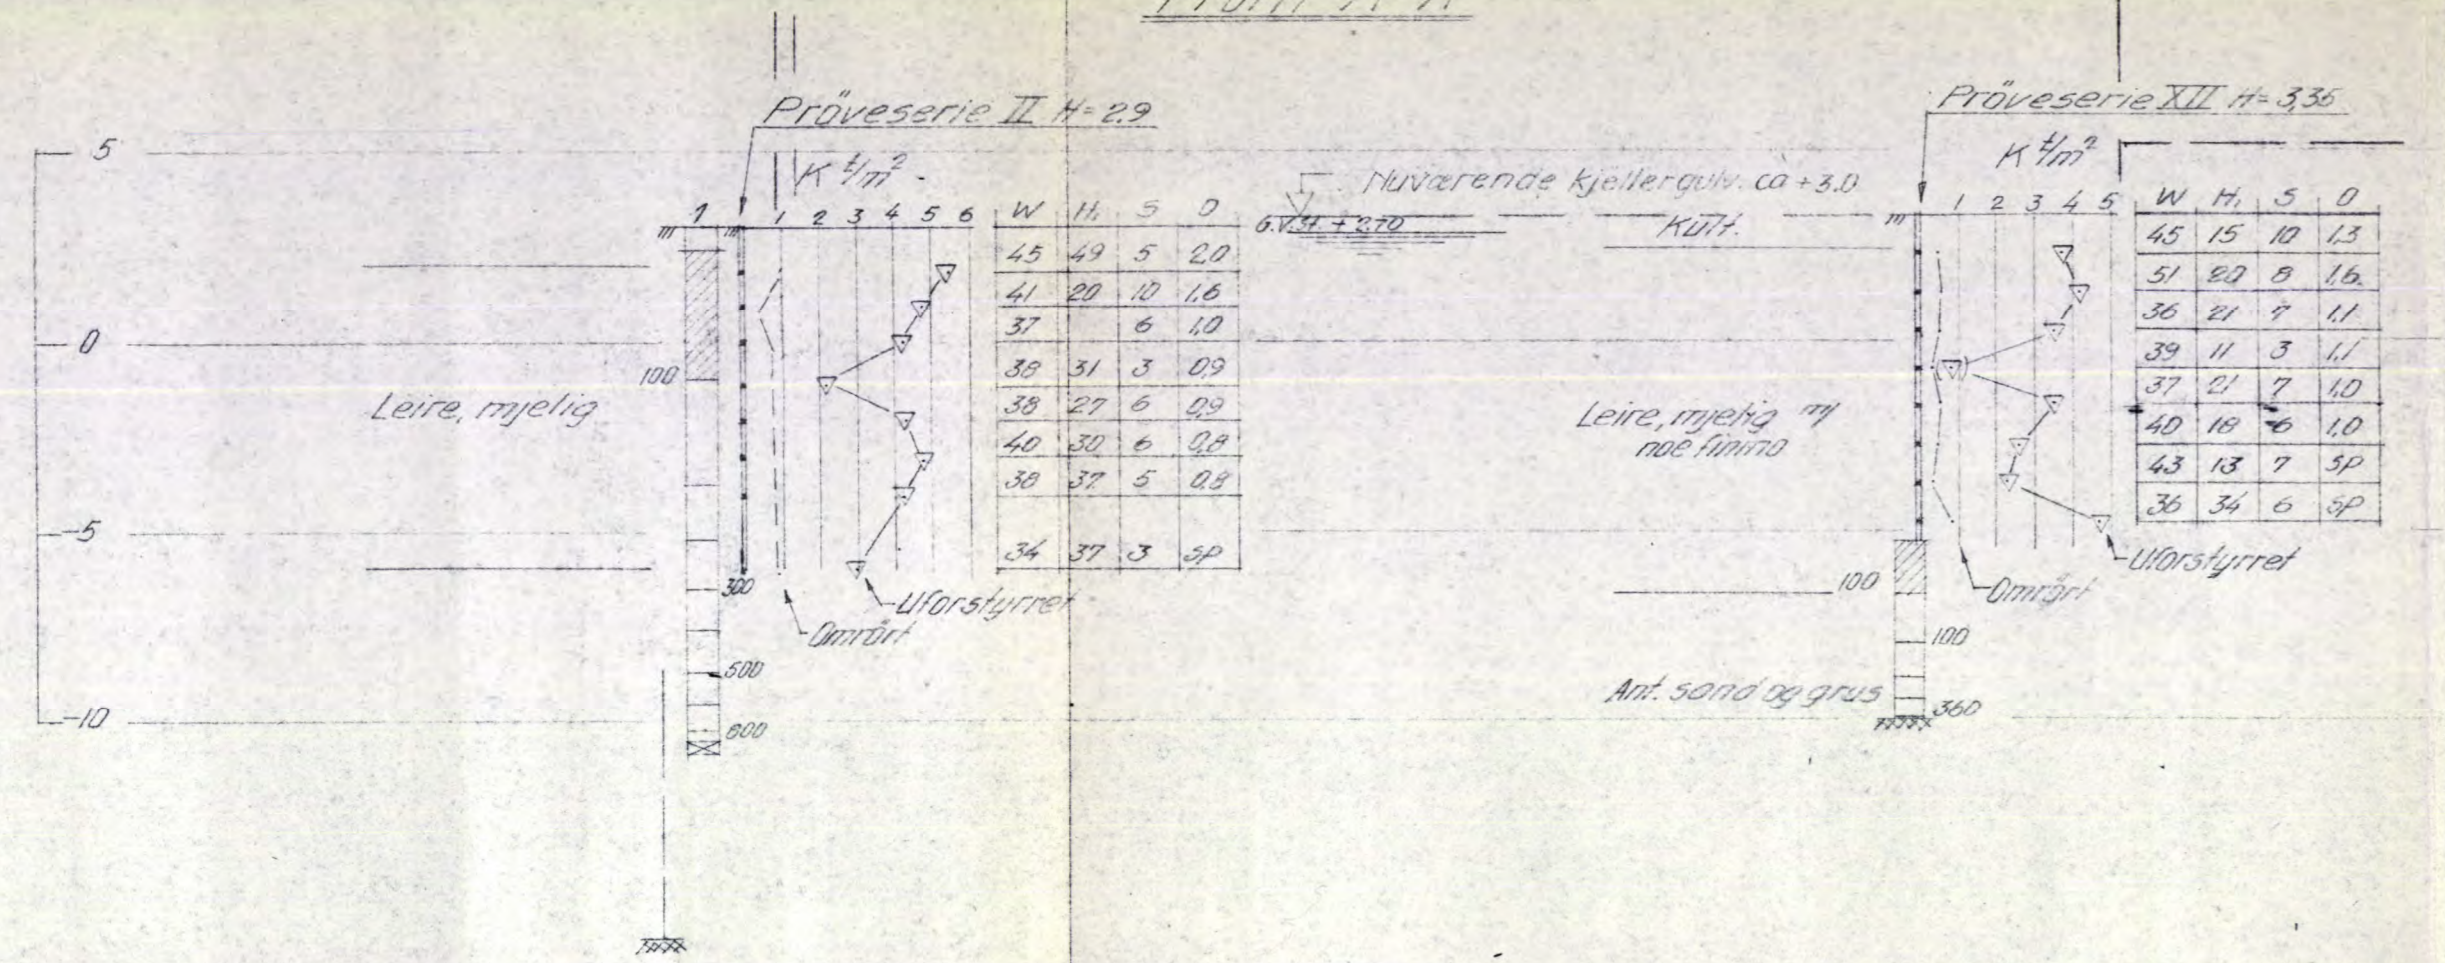 Profil A-A
Pröveserie II H=2.9
Pröveserie XII H=3,35
5
0
-5
-10
K t/m²
1
m
m
1 2 3 4 5 6
W H₁ S O
45 49 5 2.0
41 20 10 1,6
37 6 1,0
38 31 3 0,9
38 27 6 0,9
40 30 6 0,8
38 37 5 0,8
34 37 3 SP
100
300
500
600
Leire, mjelig
Uforstyrret
Omrört
Nuværende kjellergulv. ca +3.0
G.V.St. + 2.70
Kult.
Leire, mjelig m/
noe finmo
Ant. sand og grus
K t/m²
m
1 2 3 4 5
W H₁ S O
45 15 10 1,3
51 20 8 1,6
36 21 7 1,1
39 11 3 1,1
37 21 7 1,0
40 18 6 1,0
43 13 7 SP
36 34 6 SP
Uforstyrret
Omrört
100
100
360